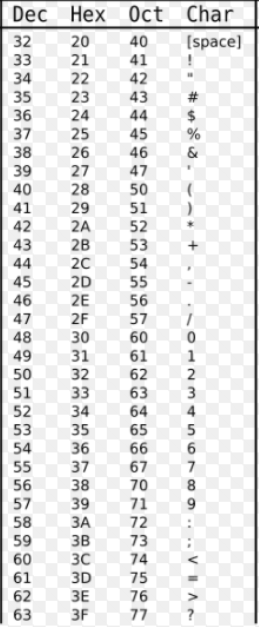 Dec Hex Oct Char
32 20 40 [space]
33 21 41 !
34 22 42 "
35 23 43 #
36 24 44 $
37 25 45 %
38 26 46 &
39 27 47 '
40 28 50 (
41 29 51 )
42 2A 52 *
43 2B 53 +
44 2C 54 ,
45 2D 55 -
46 2E 56 .
47 2F 57 /
48 30 60 0
49 31 61 1
50 32 62 2
51 33 63 3
52 34 64 4
53 35 65 5
54 36 66 6
55 37 67 7
56 38 70 8
57 39 71 9
58 3A 72 :
59 3B 73 ;
60 3C 74 <
61 3D 75 =
62 3E 76 >
63 3F 77 ?